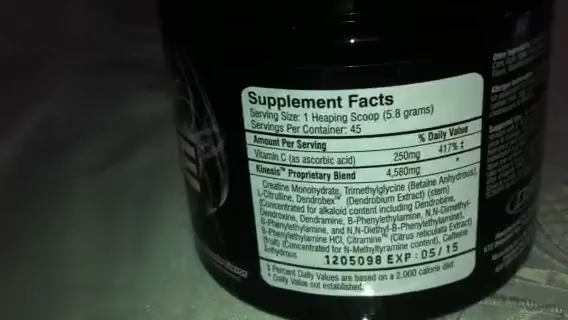 Supplement Facts
Serving Size: 1 Heaping Scoop (5.8 grams)
Servings Per Container: 45
Amount Per Serving % Daily Value
Vitamin C (as ascorbic acid) 250mg 417% ‡
Kinesis™ Proprietary Blend 4,580mg *
Creatine Monohydrate, Trimethylglycine (Betaine Anhydrous),
L-Citrulline, Dendrobex™ (Dendrobium Extract) (stem)
(Concentrated for alkaloid content including Dendrobine,
Dendroxine, Dendramine, B-Phenylethylamine, N,N-Dimethyl-
B-Phenylethylamine, and N,N-Diethyl-B-Phenylethylamine),
B-Phenylethylamine HCl, Citramine™ (Citrus reticulata Extract)
(fruit) (Concentrated for N-Methyltyramine content), Caffeine
Anhydrous
1205098 EXP: 05/15
‡ Percent Daily Values are based on a 2,000 calorie diet.
* Daily Value not established.